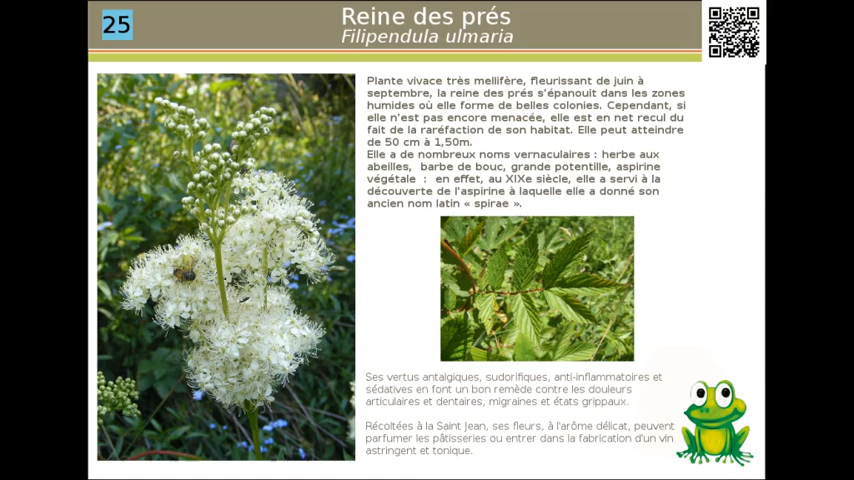 25
Reine des prés
Filipendula ulmaria
Plante vivace très mellifère, fleurissant de juin à
septembre, la reine des prés s'épanouit dans les zones
humides où elle forme de belles colonies. Cependant, si
elle n'est pas encore menacée, elle est en net recul du
fait de la raréfaction de son habitat. Elle peut atteindre
de 50 cm à 1,50m.
Elle a de nombreux noms vernaculaires : herbe aux
abeilles, barbe de bouc, grande potentille, aspirine
végétale : en effet, au XIXe siècle, elle a servi à la
découverte de l'aspirine à laquelle elle a donné son
ancien nom latin « spirae ».
Ses vertus antalgiques, sudorifiques, anti-inflammatoires et
sédatives en font un bon remède contre les douleurs
articulaires et dentaires, migraines et états grippaux.
Récoltées à la Saint Jean, ses fleurs, à l'arôme délicat, peuvent
parfumer les pâtisseries ou entrer dans la fabrication d'un vin
astringent et tonique.